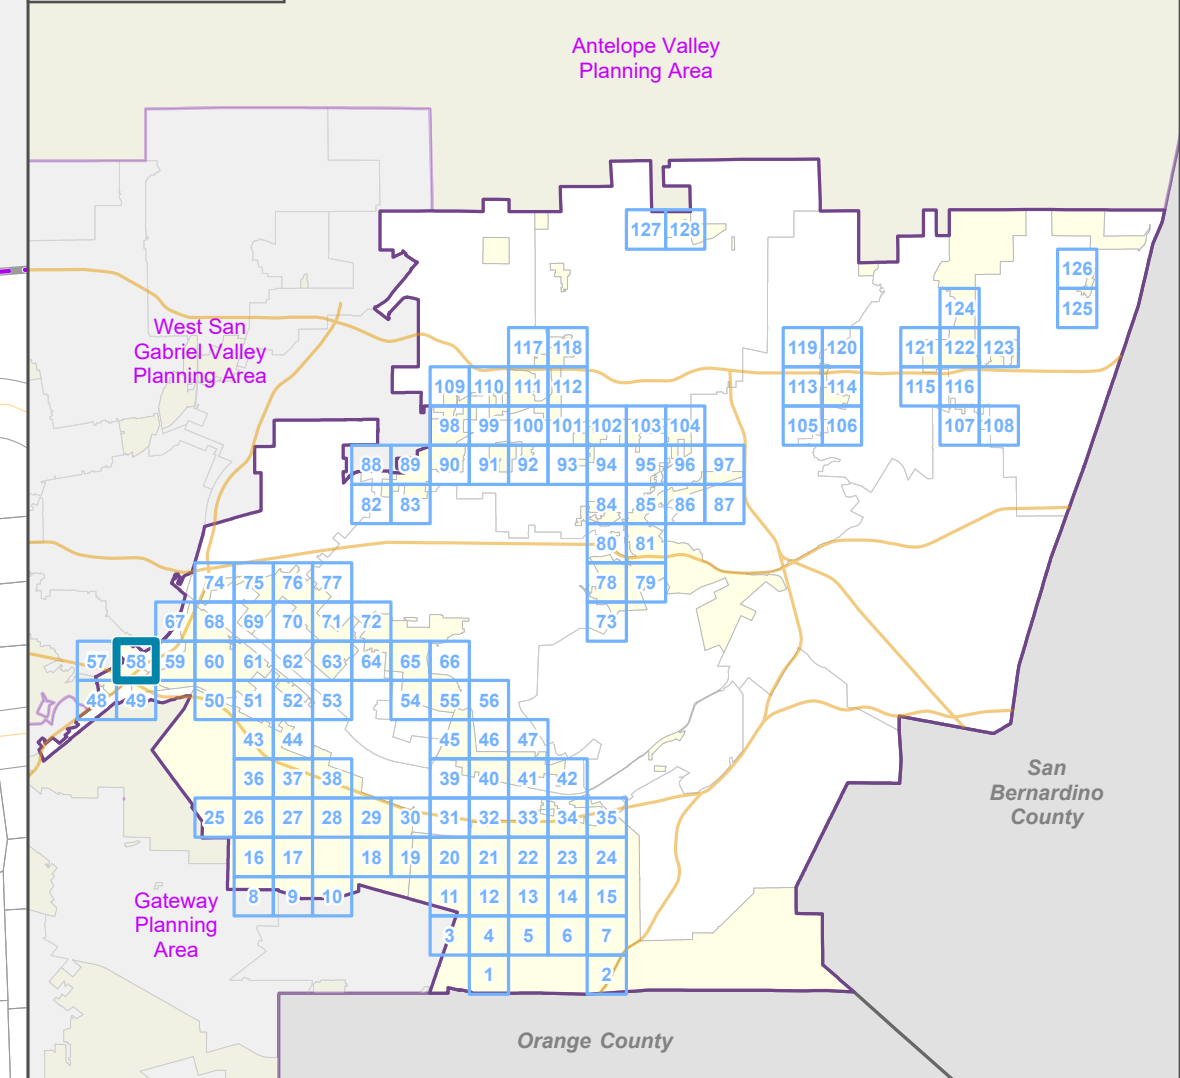 Antelope Valley
Planning Area
West San
Gabriel Valley
Planning Area
127 128
126
124 125
117 118 119 120 121 122 123
109 110 111 112 113 114 115 116
98 99 100 101 102 103 104 105 106 107 108
88 89 90 91 92 93 94 95 96 97
82 83 84 85 86 87
80 81
74 75 76 77 78 79
67 68 69 70 71 72 73
57 58 59 60 61 62 63 64 65 66
48 49 50 51 52 53 54 55 56
43 44 45 46 47
36 37 38 39 40 41 42
San
Bernardino
County
25 26 27 28 29 30 31 32 33 34 35
16 17 18 19 20 21 22 23 24
8 9 10 11 12 13 14 15
Gateway
Planning
Area
3 4 5 6 7
1 2
Orange County